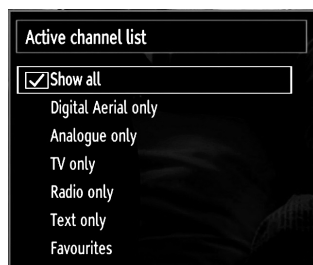 Active channel list
Show all
Digital Aerial only
Analogue only
TV only
Radio only
Text only
Favourites